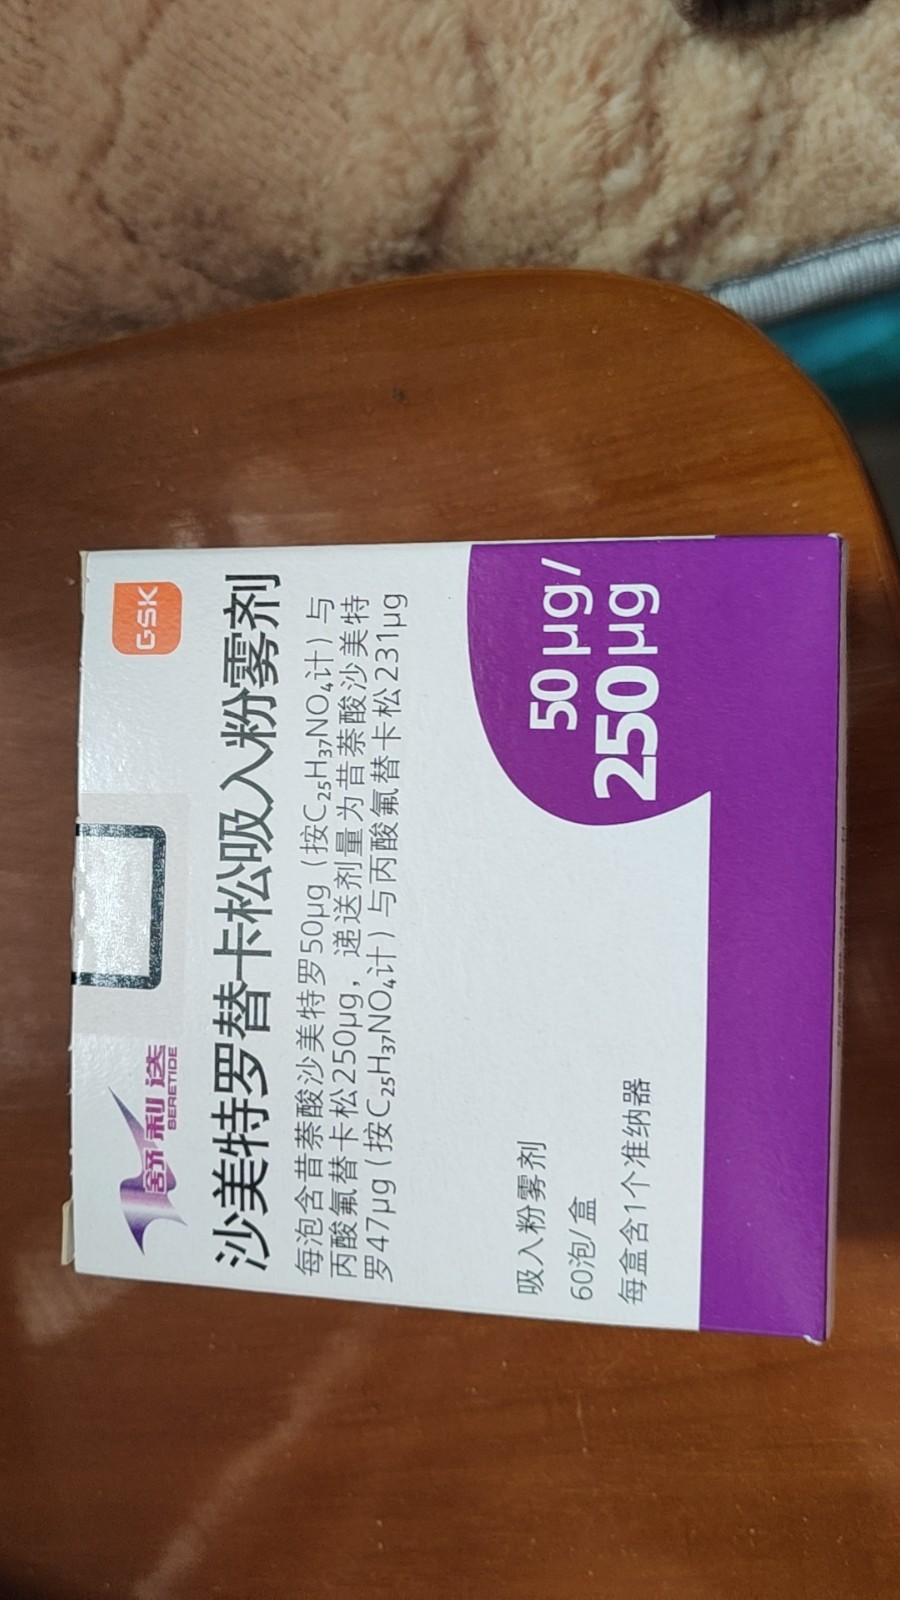 舒利迭
SERETIDE
GSK
沙美特罗替卡松吸入粉雾剂
每泡含昔萘酸沙美特罗50μg（按C₂₅H₃₇NO₄计）与
丙酸氟替卡松250μg，递送剂量为昔萘酸沙美特
罗47μg（按C₂₅H₃₇NO₄计）与丙酸氟替卡松231μg
50μg/
250μg
吸入粉雾剂
60泡/盒
每盒含1个准纳器